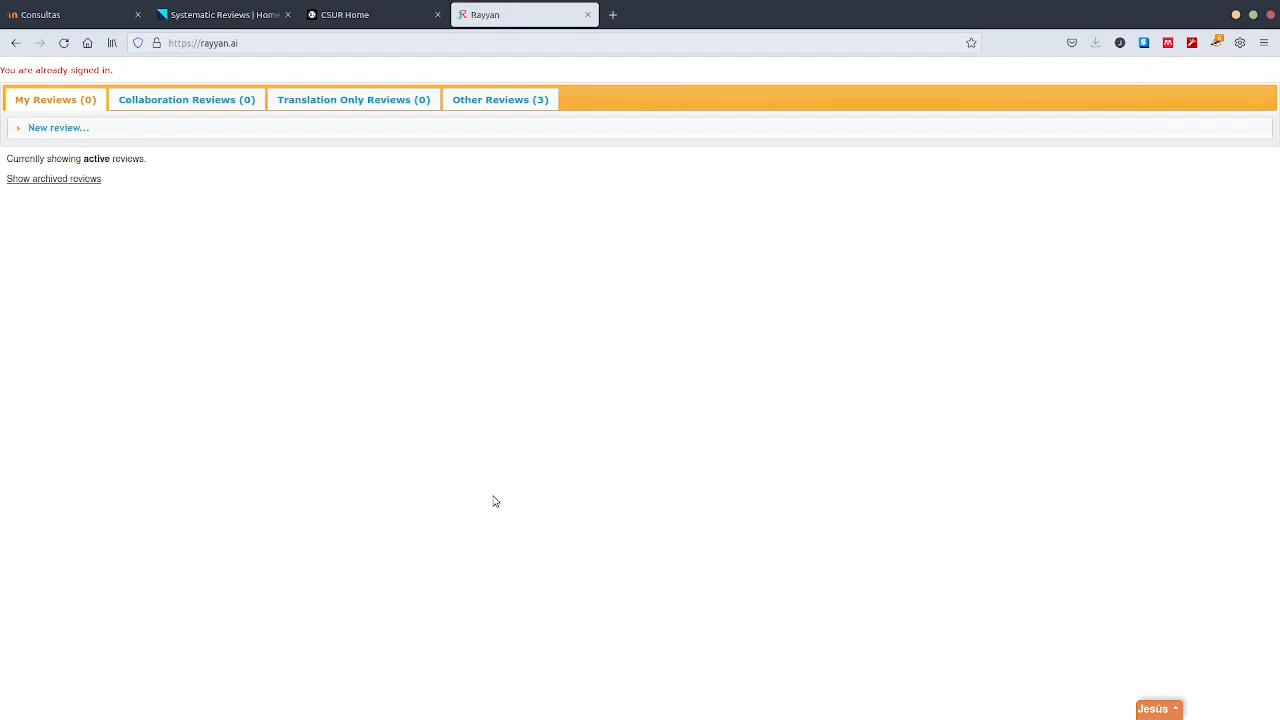 Consultas
Systematic Reviews | Home
CSUR Home
Rayyan
https://rayyan.ai
You are already signed in.
My Reviews (0)
Collaboration Reviews (0)
Translation Only Reviews (0)
Other Reviews (3)
New review...
Currently showing active reviews.
Show archived reviews
Jesús